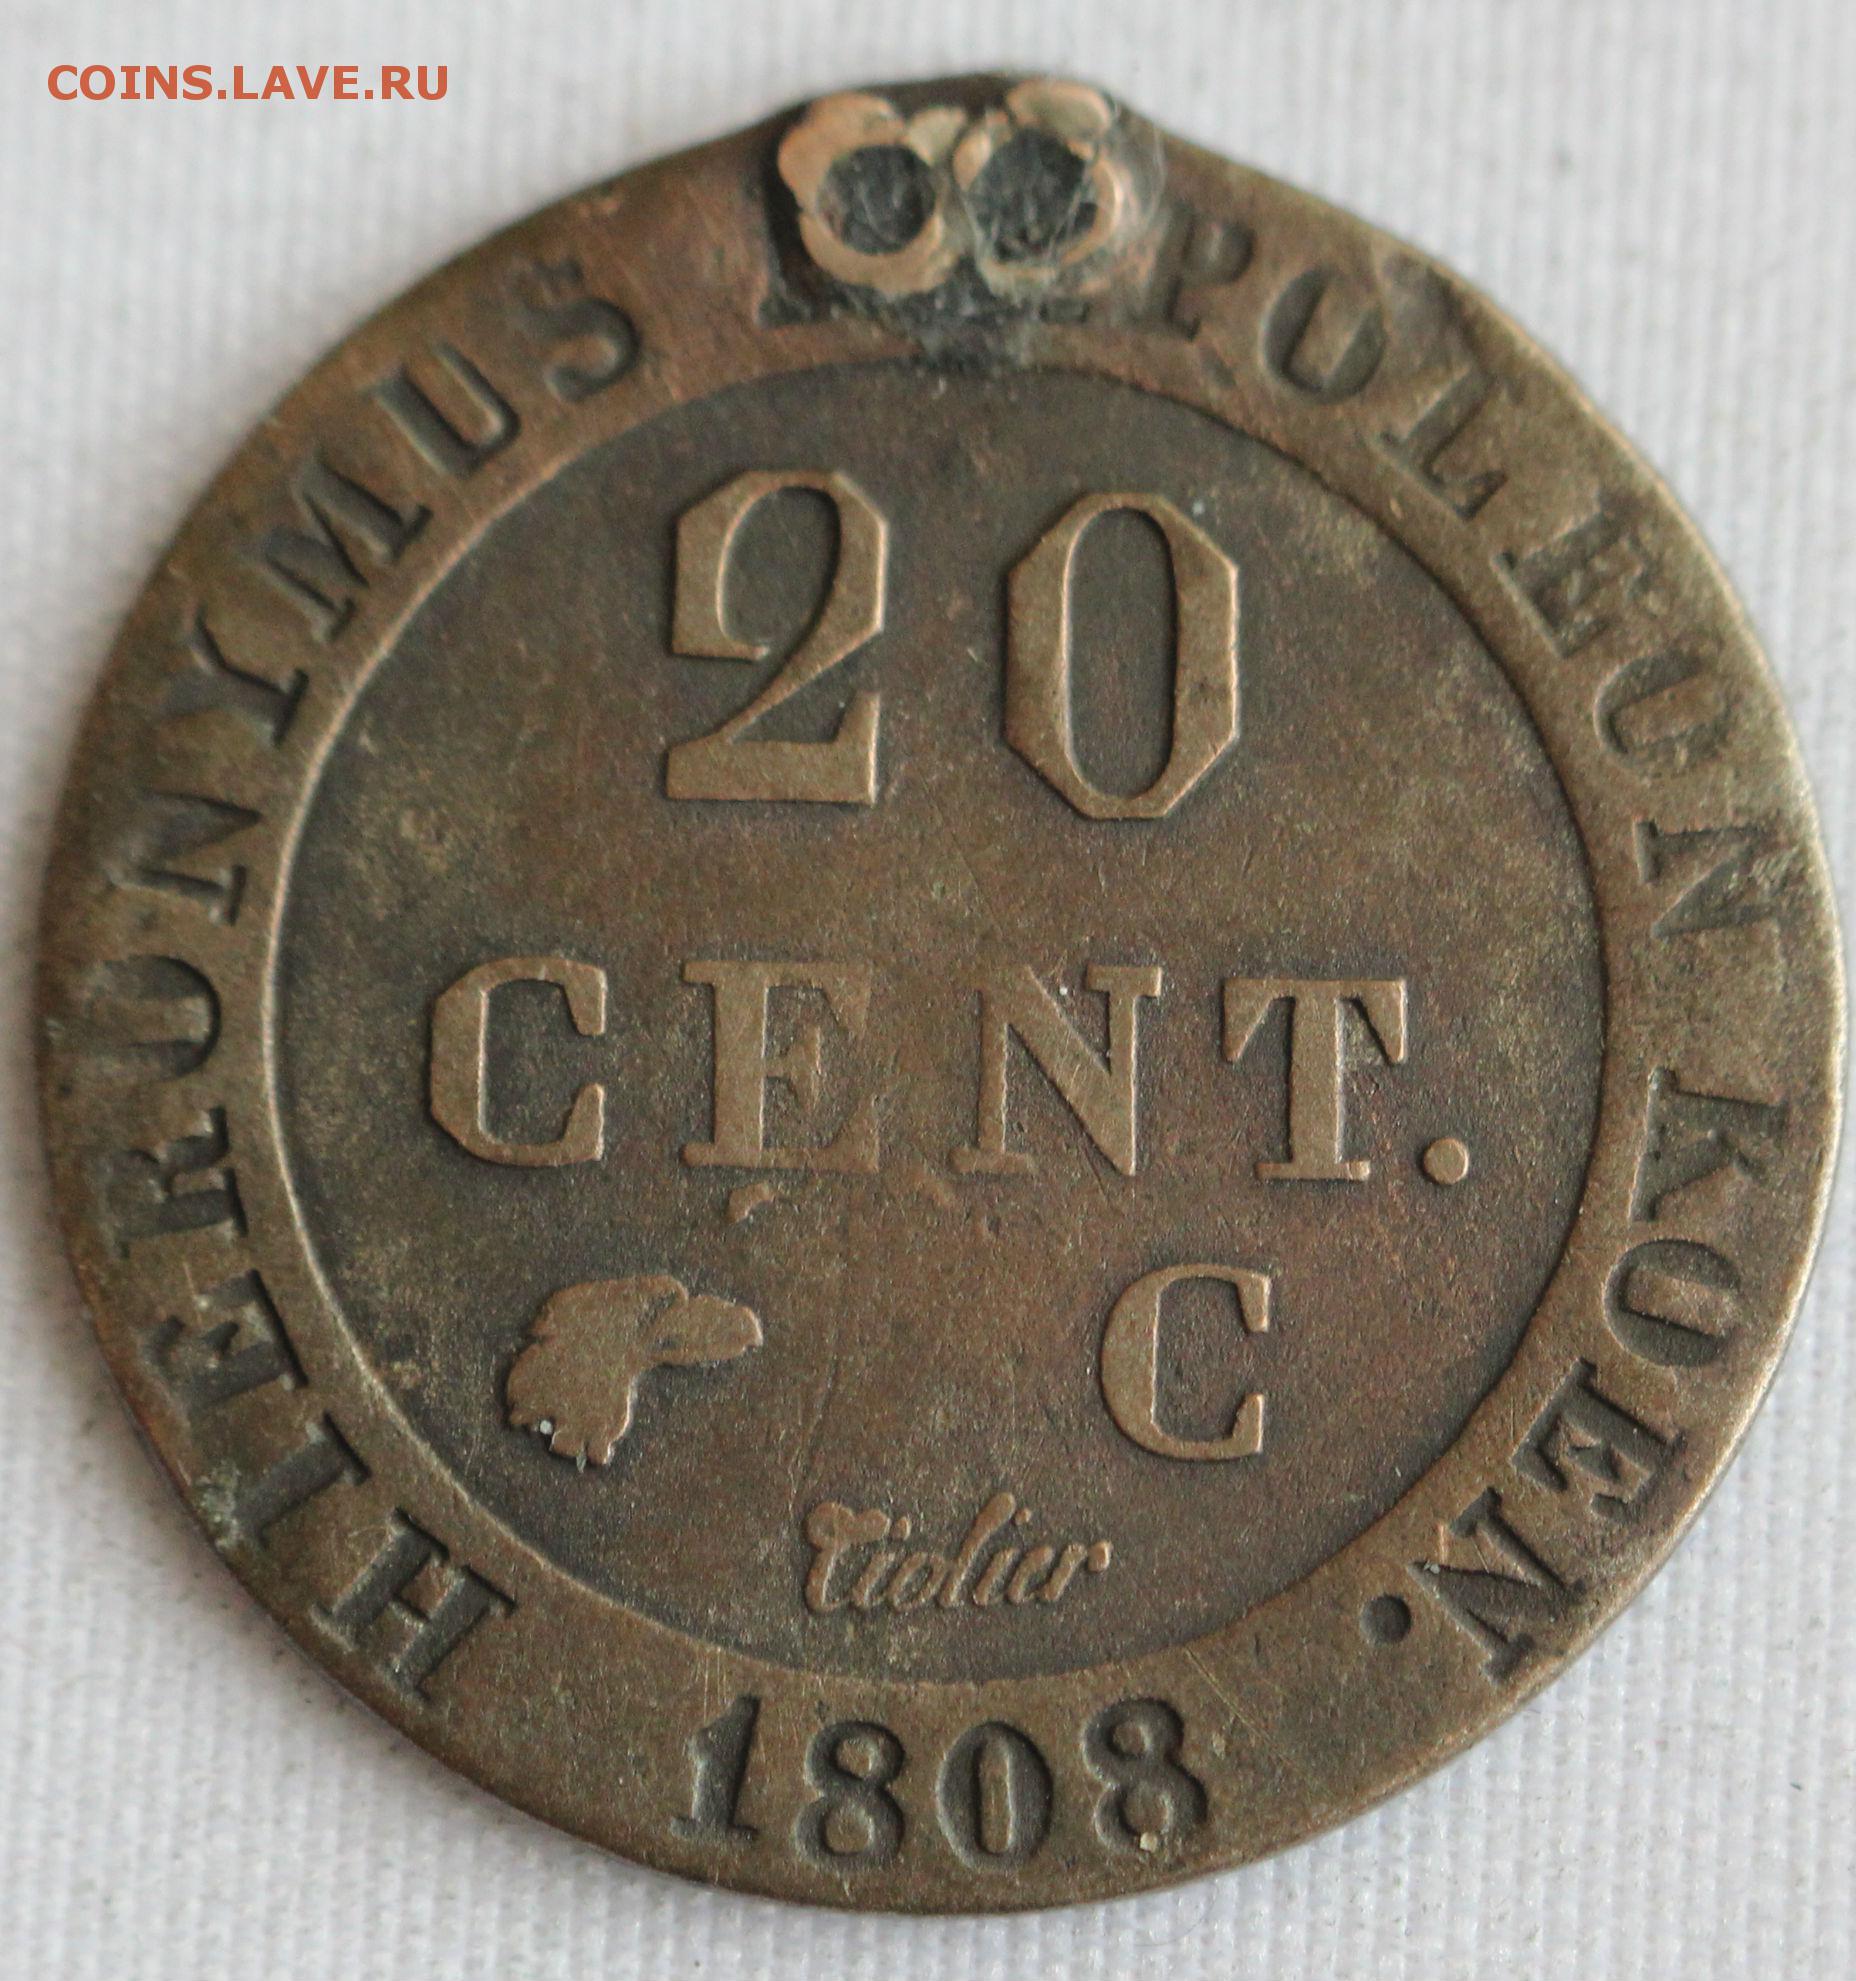 COINS.LAVE.RU
HIERONYMUS POLEON KOEN.
20
CENT.
C
Tiolier
1808